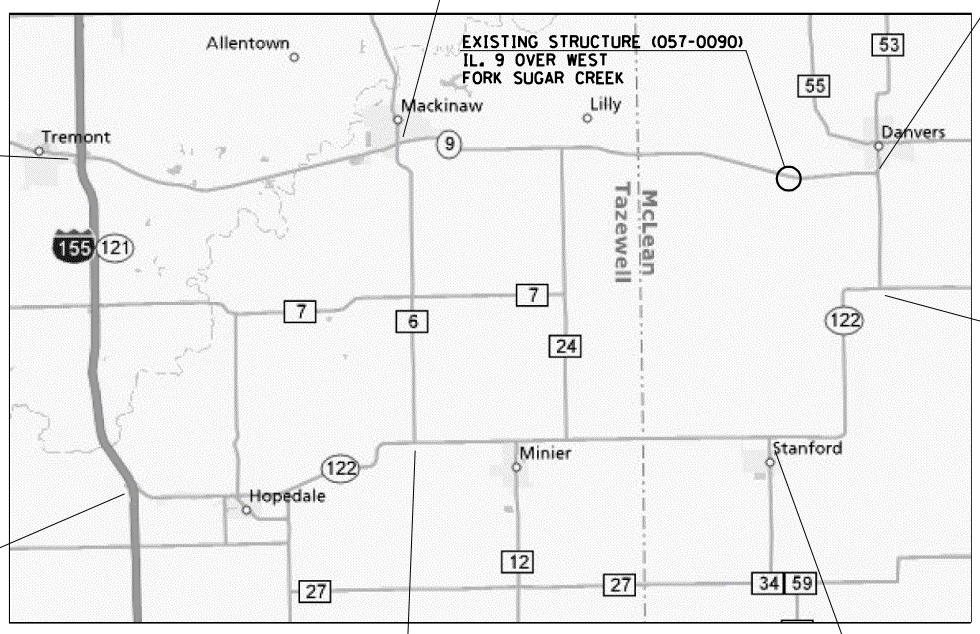 Allentown
EXISTING STRUCTURE (057-0090)
IL. 9 OVER WEST
FORK SUGAR CREEK
53
55
Mackinaw
Lilly
Tremont
9
Danvers
McLean
Tazewell
155
121
7
7
6
122
24
122
Minier
Stanford
Hopedale
12
27
27
34
59